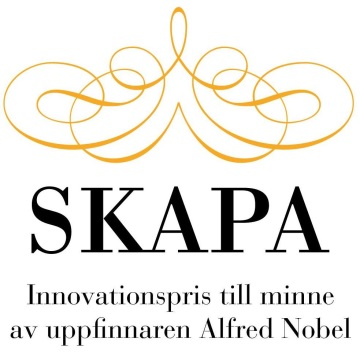 SKAPA
Innovationspris till minne
av uppfinnaren Alfred Nobel